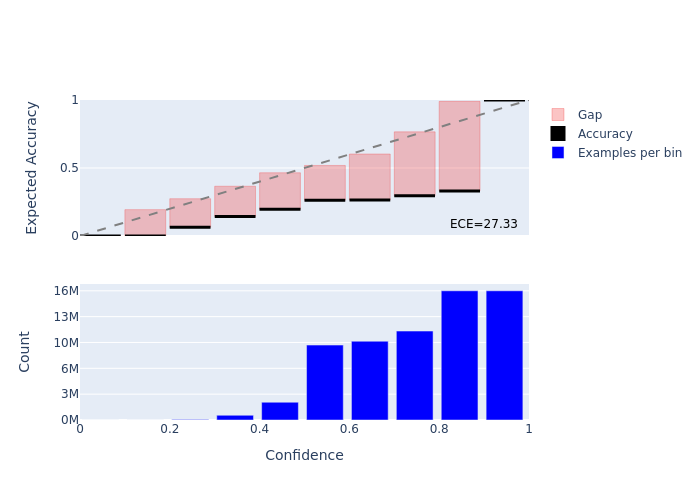 Expected Accuracy
1
0.5
0
ECE=27.33
Gap
Accuracy
Examples per bin
Count
16M
13M
10M
6M
3M
0M
0 0.2 0.4 0.6 0.8 1
Confidence